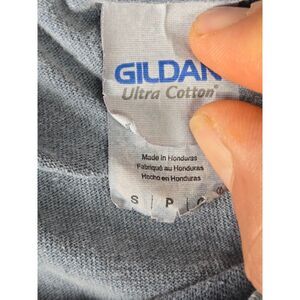 GILDAN
Ultra Cotton®
Made in Honduras
Fabriqué au Honduras
Hecho en Honduras
S | P |